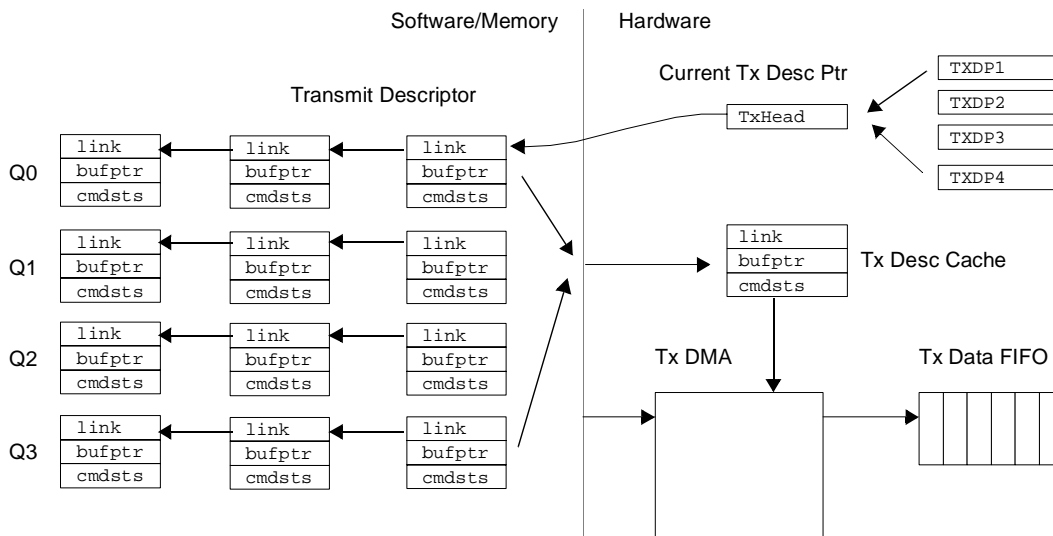 Software/Memory
Hardware
Current Tx Desc Ptr
TXDP1
TXDP2
TXDP3
TXDP4
TxHead
Transmit Descriptor
Q0
link
bufptr
cmdsts
link
bufptr
cmdsts
link
bufptr
cmdsts
Q1
link
bufptr
cmdsts
link
bufptr
cmdsts
link
bufptr
cmdsts
link
bufptr
cmdsts
Tx Desc Cache
Q2
link
bufptr
cmdsts
link
bufptr
cmdsts
link
bufptr
cmdsts
Tx DMA
Tx Data FIFO
Q3
link
bufptr
cmdsts
link
bufptr
cmdsts
link
bufptr
cmdsts